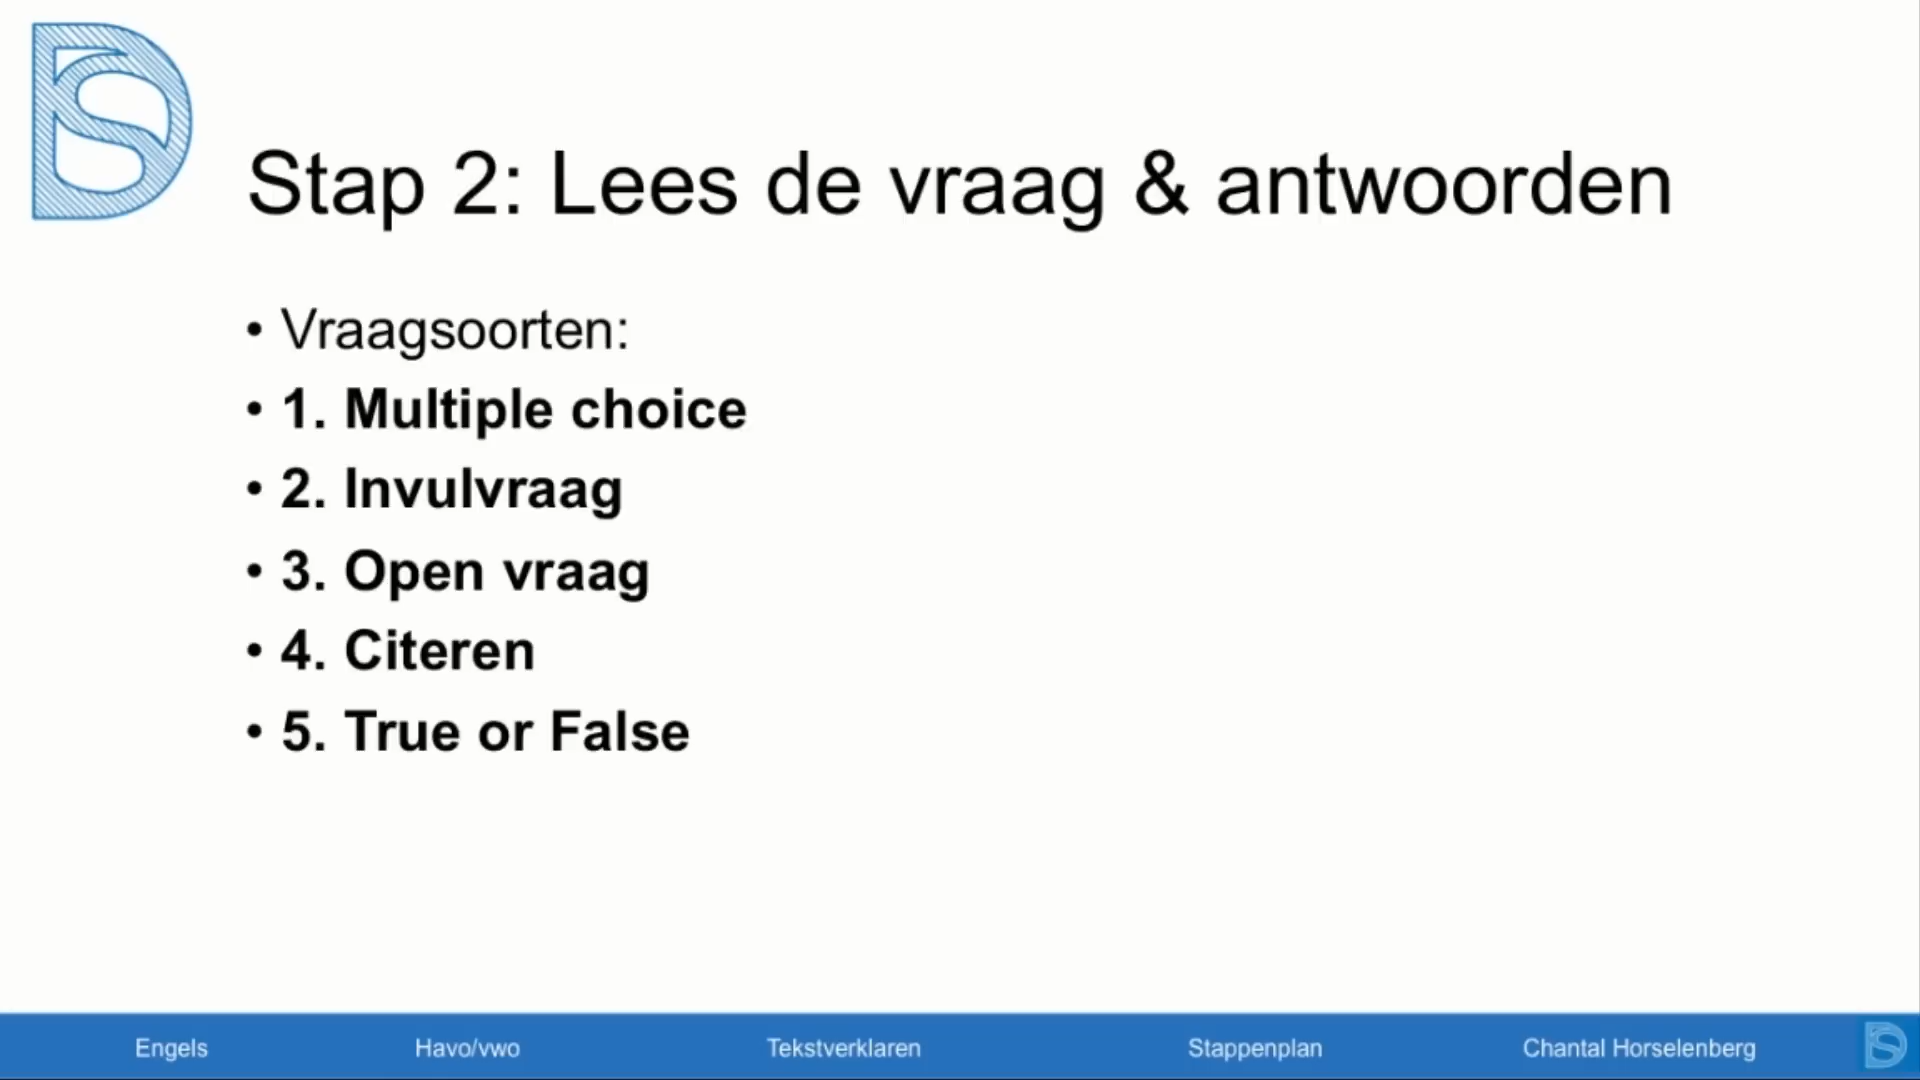 Stap 2: Lees de vraag & antwoorden
• Vraagsoorten:
• 1. Multiple choice
• 2. Invulvraag
• 3. Open vraag
• 4. Citeren
• 5. True or False
Engels Havo/vwo Tekstverklaren Stappenplan Chantal Horselenberg